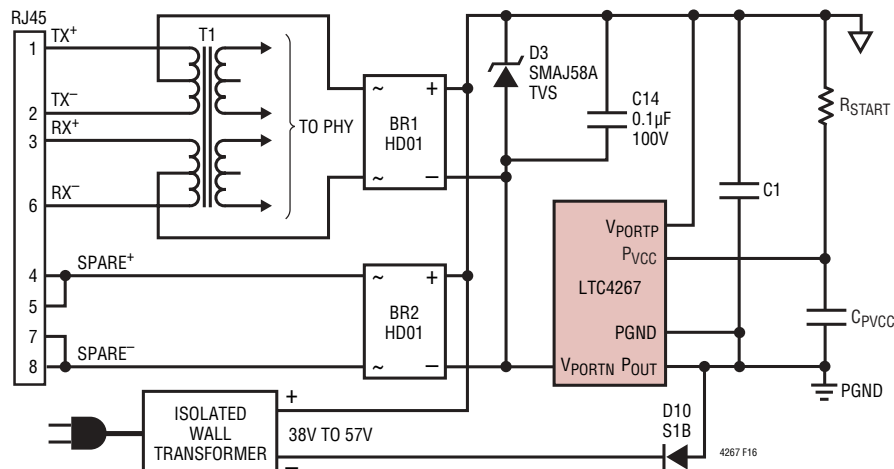 RJ45
1 TX+
2 TX−
3 RX+
6 RX−
4 SPARE+
5
7
8 SPARE−
T1
TO PHY
~ +
BR1
HD01
~ −
~ +
BR2
HD01
~ −
D3
SMAJ58A
TVS
C14
0.1µF
100V
C1
RSTART
CPVCC
PGND
VPORTP
PVCC
LTC4267
PGND
VPORTN POUT
ISOLATED
WALL
TRANSFORMER
+
38V TO 57V
−
D10
S1B
4267 F16